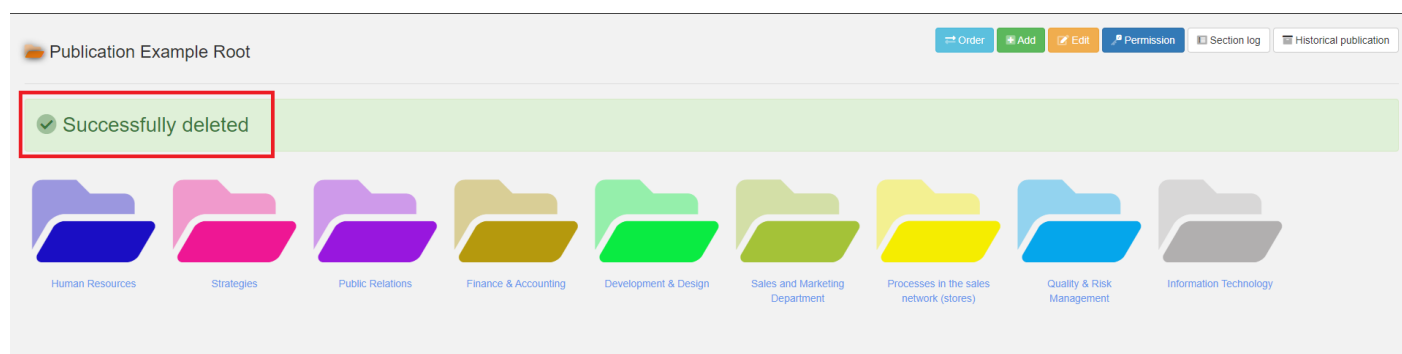 Publication Example Root
Order
Add
Edit
Permission
Section log
Historical publication
Successfully deleted
Human Resources
Strategies
Public Relations
Finance & Accounting
Development & Design
Sales and Marketing
Department
Processes in the sales
network (stores)
Quality & Risk
Management
Information Technology